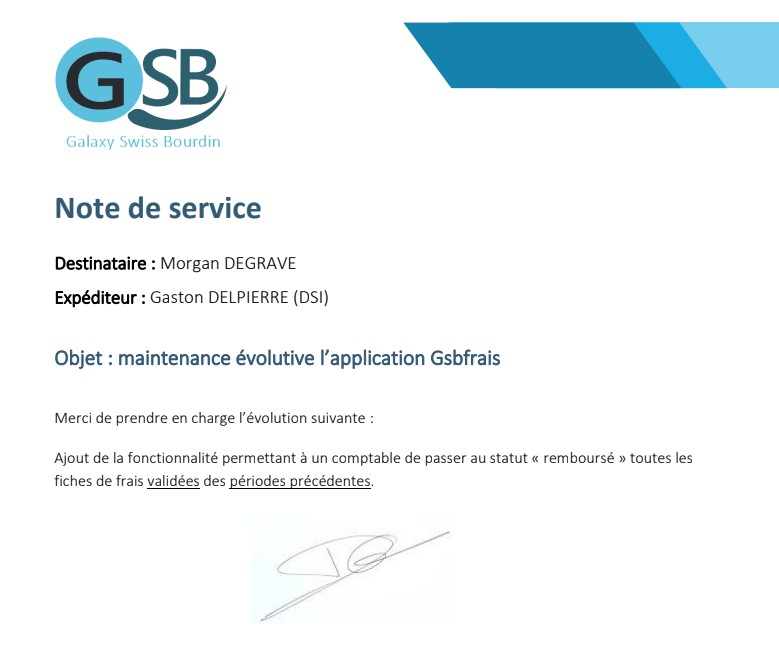 GSB
Galaxy Swiss Bourdin
Note de service
Destinataire : Morgan DEGRAVE
Expéditeur : Gaston DELPIERRE (DSI)
Objet : maintenance évolutive l’application Gsbfrais
Merci de prendre en charge l’évolution suivante :
Ajout de la fonctionnalité permettant à un comptable de passer au statut « remboursé » toutes les
fiches de frais validées des périodes précédentes.